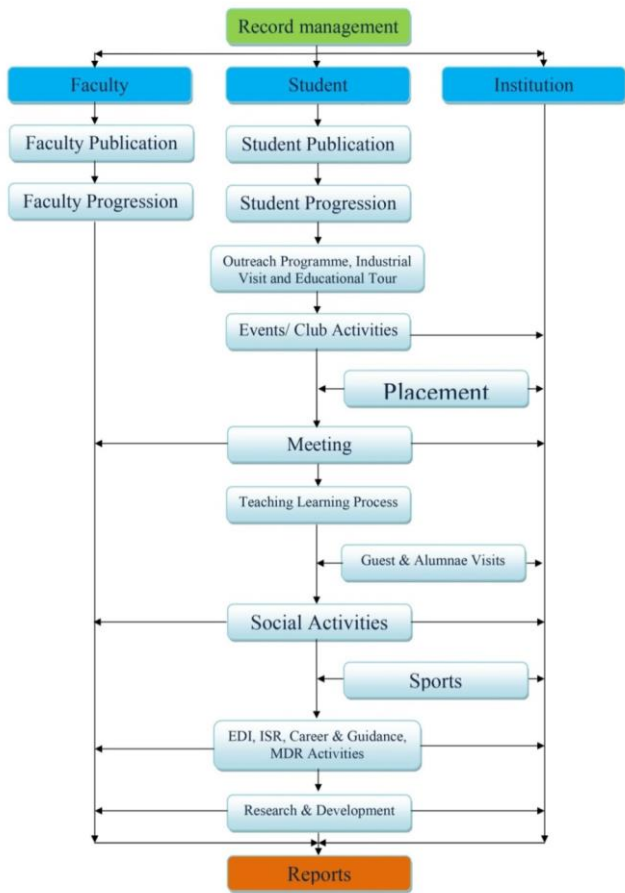 Record management
Faculty
Student
Institution
Faculty Publication
Student Publication
Faculty Progression
Student Progression
Outreach Programme, Industrial
Visit and Educational Tour
Events/ Club Activities
Placement
Meeting
Teaching Learning Process
Guest & Alumnae Visits
Social Activities
Sports
EDI, ISR, Career & Guidance,
MDR Activities
Research & Development
Reports